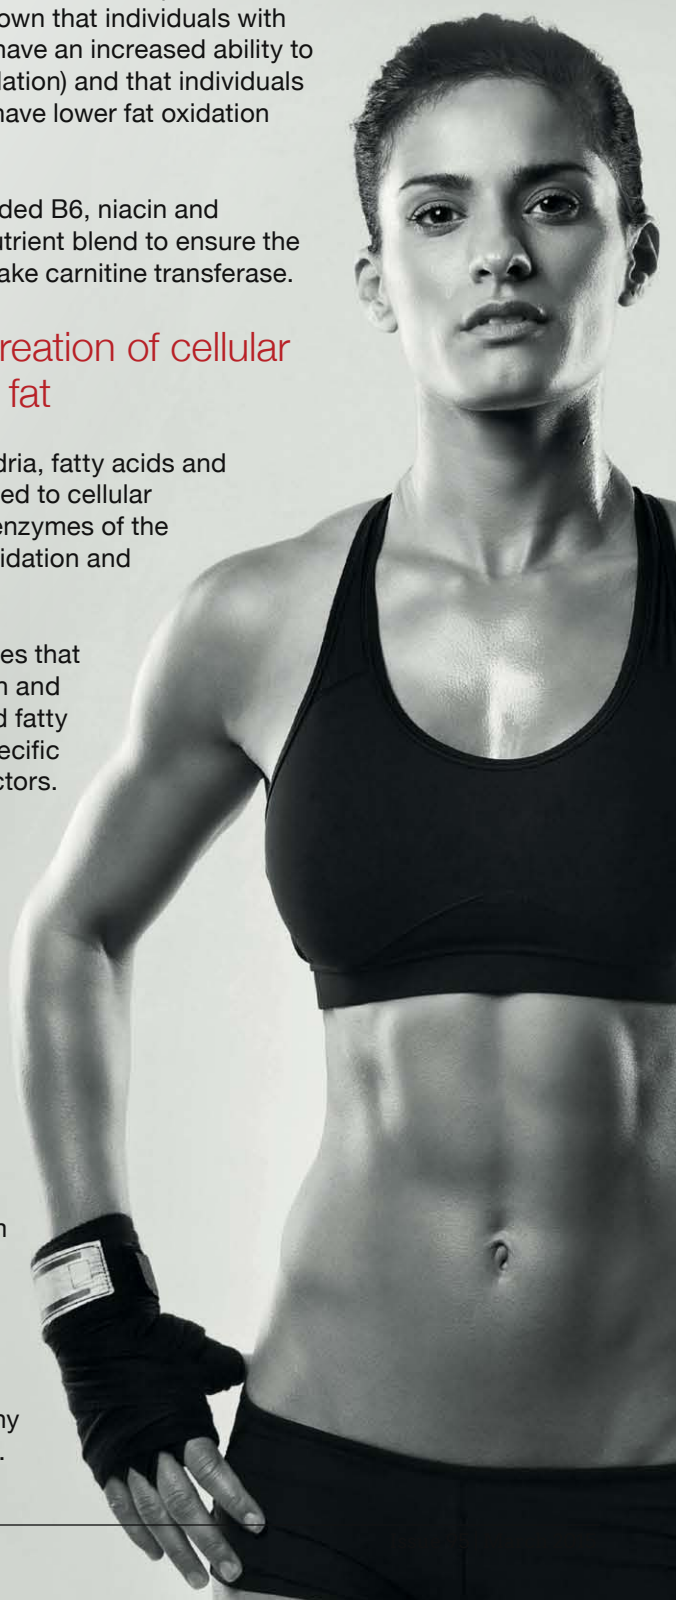 own that individuals with
have an increased ability to
lation) and that individuals
have lower fat oxidation
ded B6, niacin and
utrient blend to ensure the
ake carnitine transferase.
reation of cellular
fat
dria, fatty acids and
ed to cellular
enzymes of the
idation and
es that
n and
d fatty
ecific
ctors.
n
ny
.